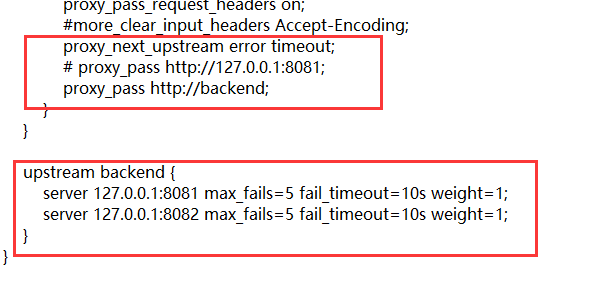 proxy_pass_request_headers on;
#more_clear_input_headers Accept-Encoding;
proxy_next_upstream error timeout;
# proxy_pass http://127.0.0.1:8081;
proxy_pass http://backend;
}
}
upstream backend {
server 127.0.0.1:8081 max_fails=5 fail_timeout=10s weight=1;
server 127.0.0.1:8082 max_fails=5 fail_timeout=10s weight=1;
}
}